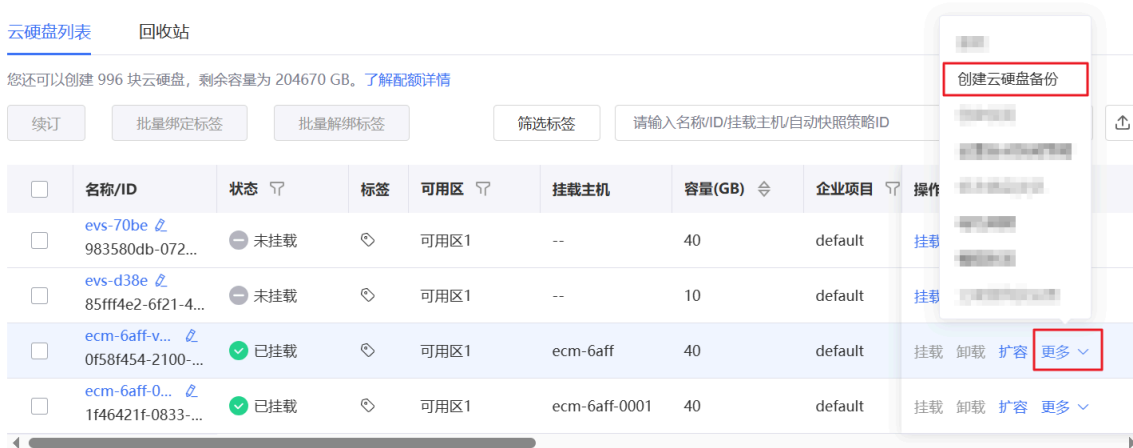 云硬盘列表 回收站
您还可以创建 996 块云硬盘，剩余容量为 204670 GB。了解配额详情
创建云硬盘备份
续订 批量绑定标签 批量解绑标签 筛选标签 请输入名称/ID/挂载主机/自动快照策略ID
名称/ID 状态 标签 可用区 挂载主机 容量(GB) 企业项目 操作
evs-70be
983580db-072... 未挂载 可用区1 -- 40 default 挂载
evs-d38e
85fff4e2-6f21-4... 未挂载 可用区1 -- 10 default 挂载
ecm-6aff-v...
0f58f454-2100-... 已挂载 可用区1 ecm-6aff 40 default 挂载 卸载 扩容 更多
ecm-6aff-0...
1f46421f-0833-... 已挂载 可用区1 ecm-6aff-0001 40 default 挂载 卸载 扩容 更多